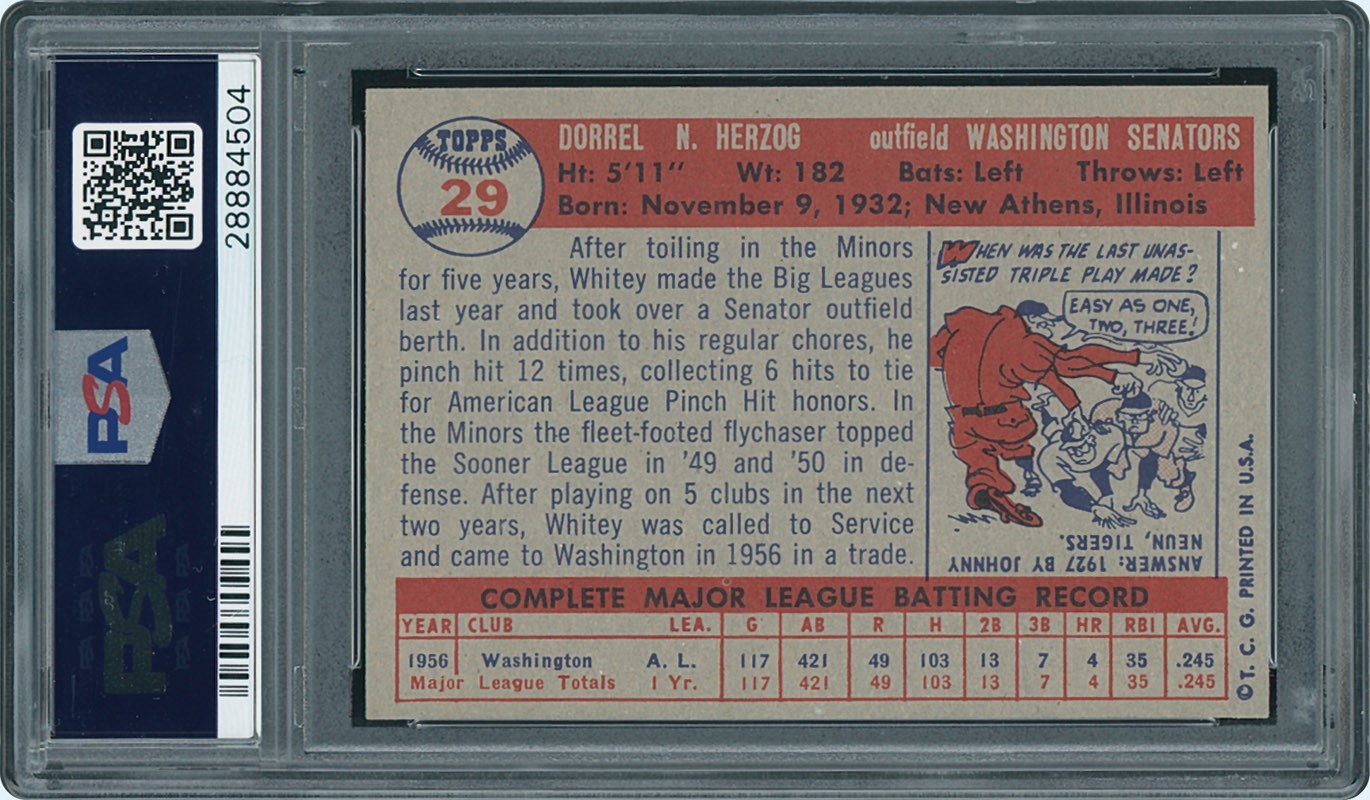 28884504
PSA
PSA
TOPPS
29
DORREL N. HERZOG outfield WASHINGTON SENATORS
Ht: 5'11" Wt: 182 Bats: Left Throws: Left
Born: November 9, 1932; New Athens, Illinois
After toiling in the Minors
for five years, Whitey made the Big Leagues
last year and took over a Senator outfield
berth. In addition to his regular chores, he
pinch hit 12 times, collecting 6 hits to tie
for American League Pinch Hit honors. In
the Minors the fleet-footed flychaser topped
the Sooner League in '49 and '50 in de-
fense. After playing on 5 clubs in the next
two years, Whitey was called to Service
and came to Washington in 1956 in a trade.
WHEN WAS THE LAST UNAS-
SISTED TRIPLE PLAY MADE?
EASY AS ONE,
TWO, THREE!
ANSWER: 1927 BY JOHNNY
NEUN, TIGERS.
COMPLETE MAJOR LEAGUE BATTING RECORD
YEAR CLUB LEA. G AB R H 2B 3B HR RBI AVG.
1956 Washington A. L. 117 421 49 103 13 7 4 35 .245
Major League Totals 1 Yr. 117 421 49 103 13 7 4 35 .245
©T. C. G. PRINTED IN U.S.A.